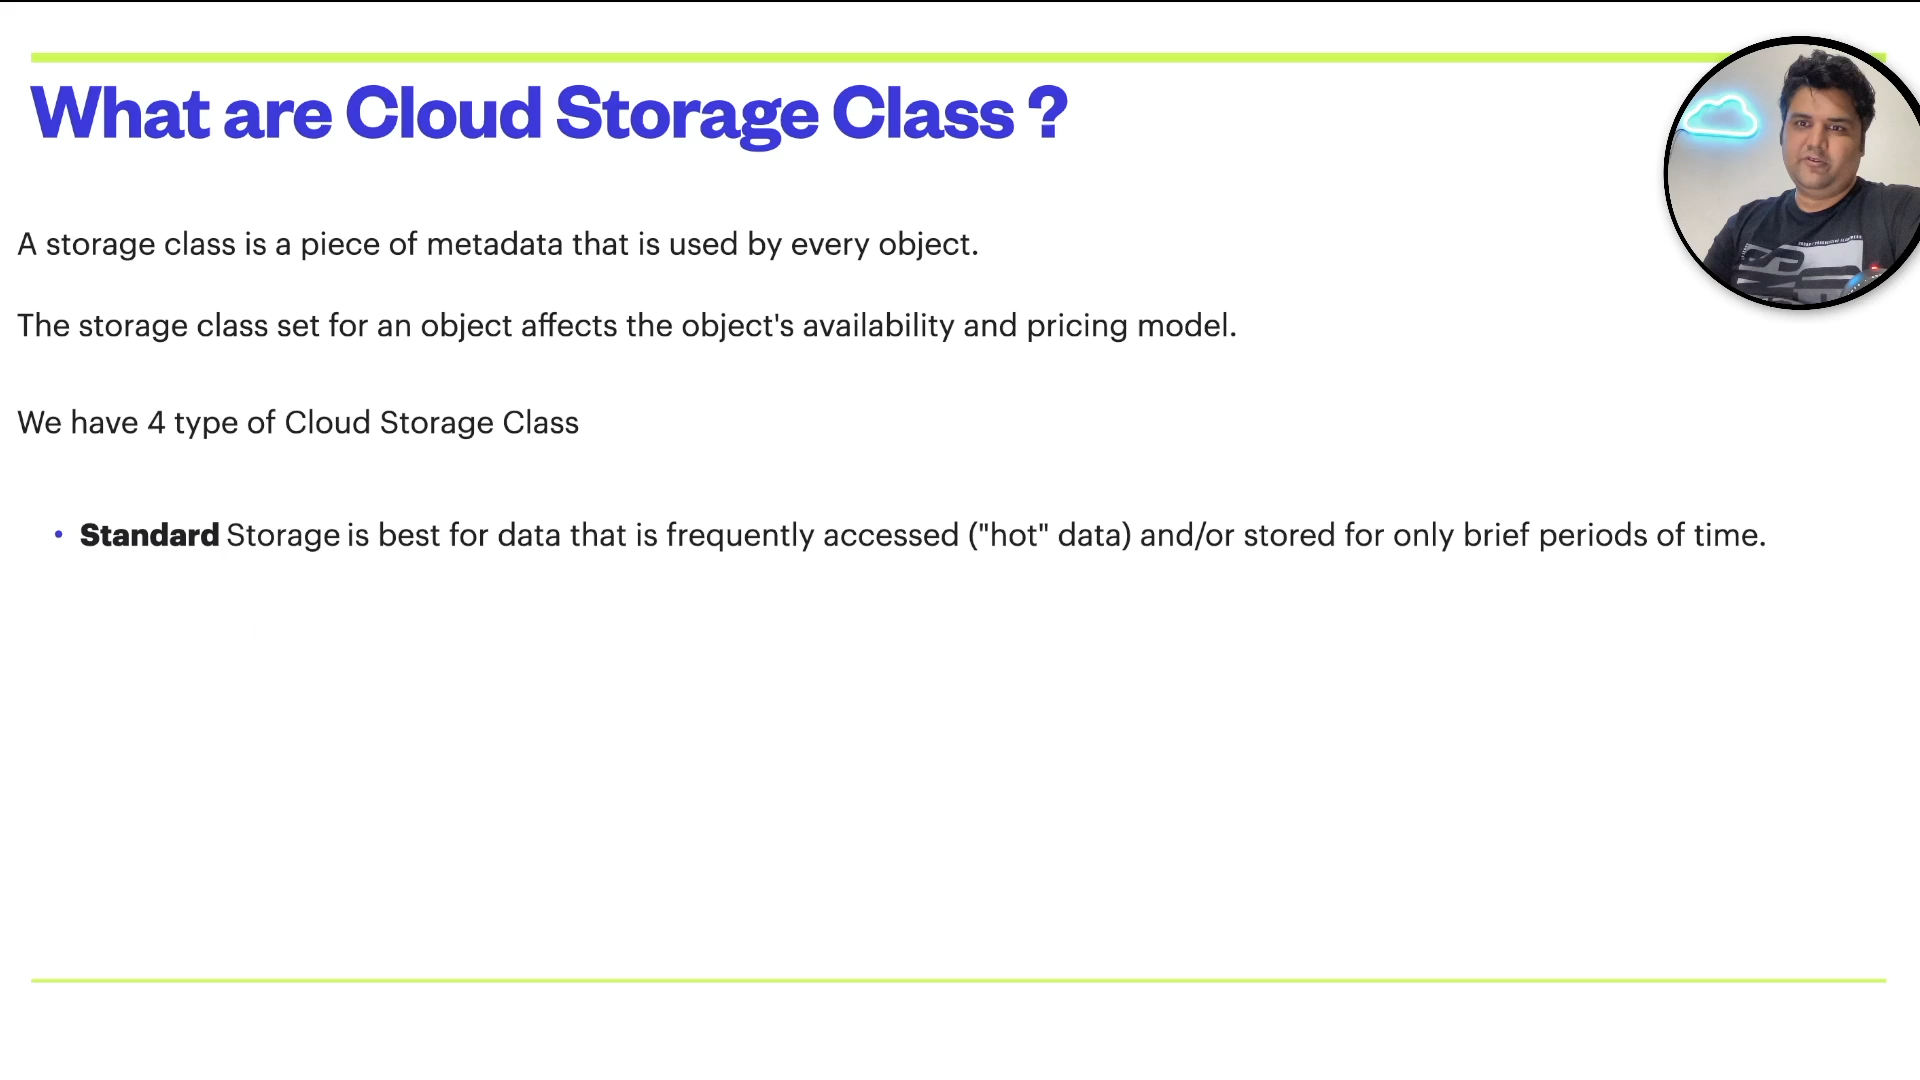 What are Cloud Storage Class ?
A storage class is a piece of metadata that is used by every object.
The storage class set for an object affects the object's availability and pricing model.
We have 4 type of Cloud Storage Class
• Standard Storage is best for data that is frequently accessed ("hot" data) and/or stored for only brief periods of time.